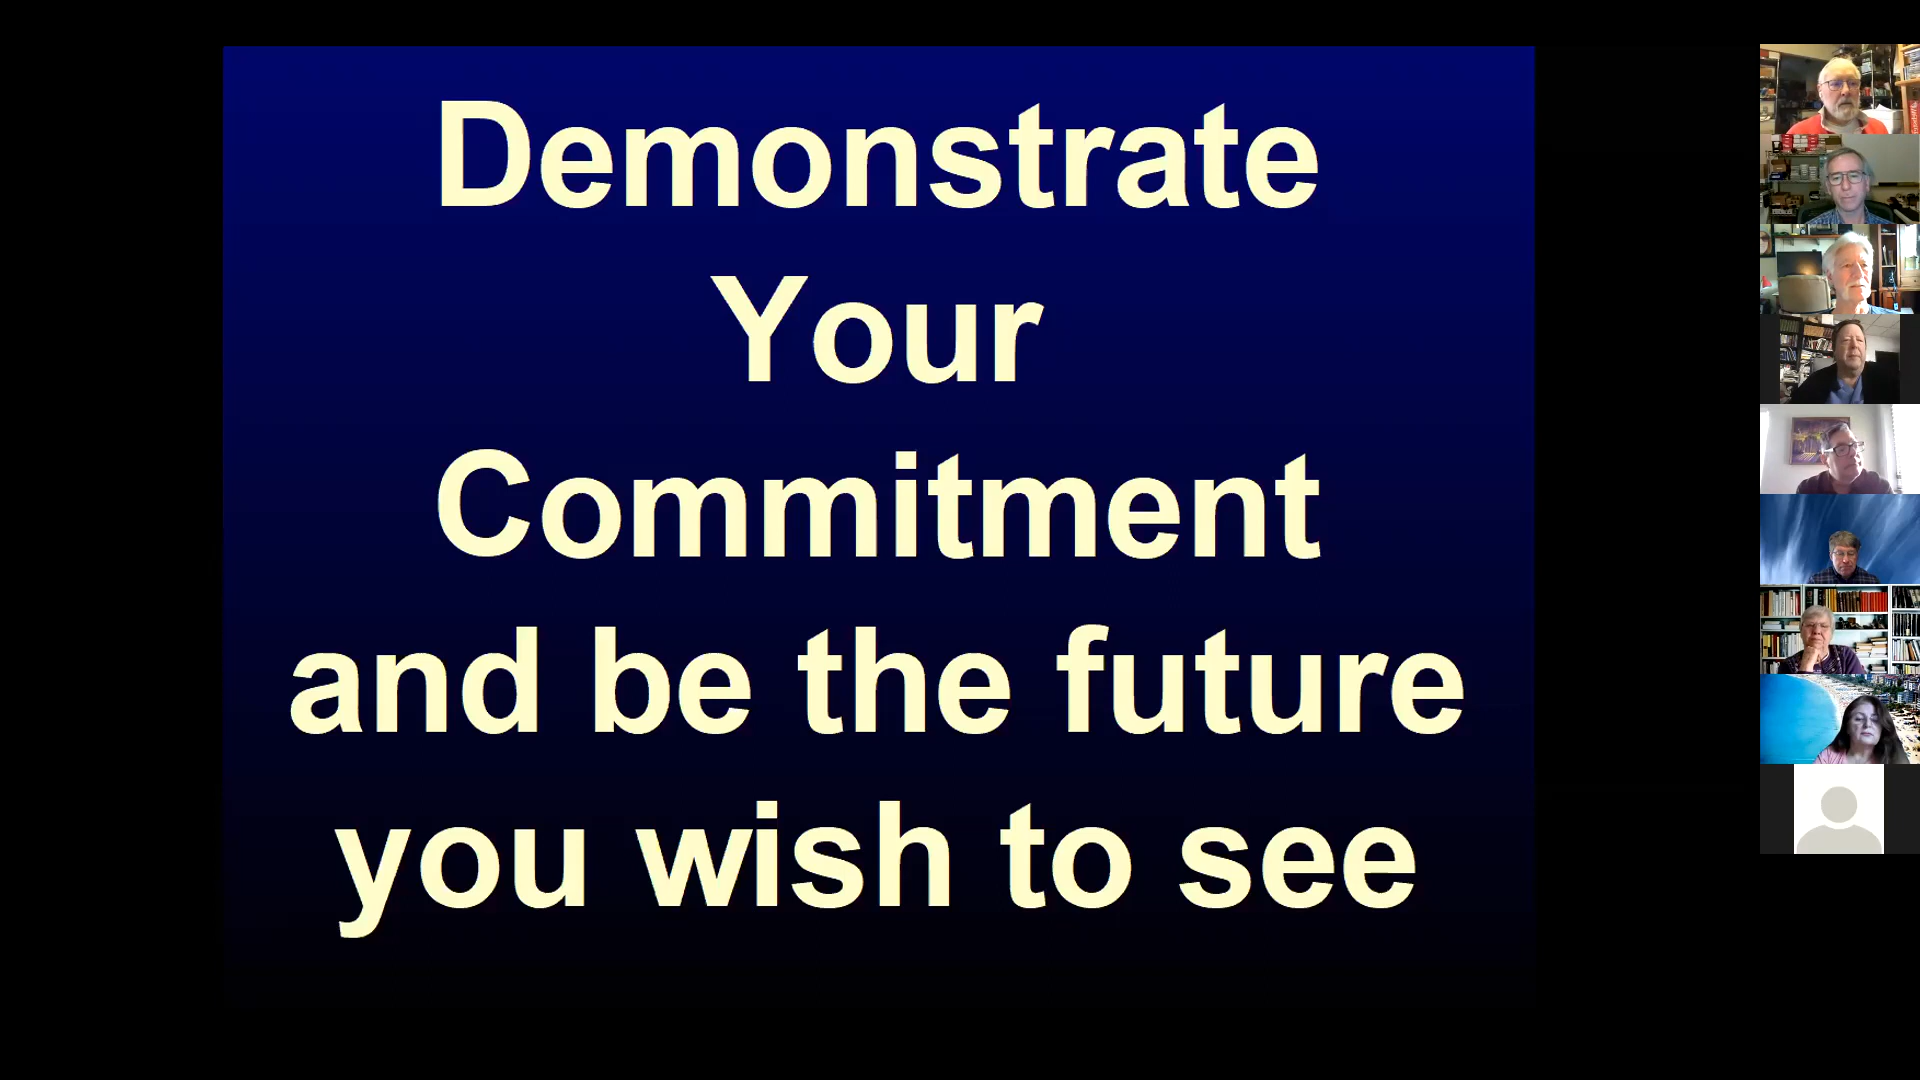 Demonstrate
Your
Commitment
and be the future
you wish to see